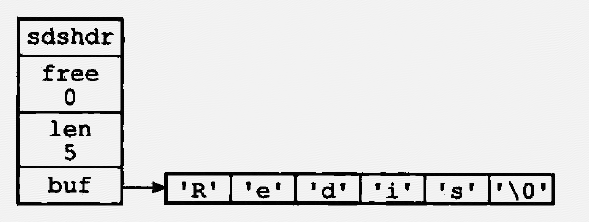 sdshdr
free
0
len
5
buf 'R' 'e' 'd' 'i' 's' '\0'